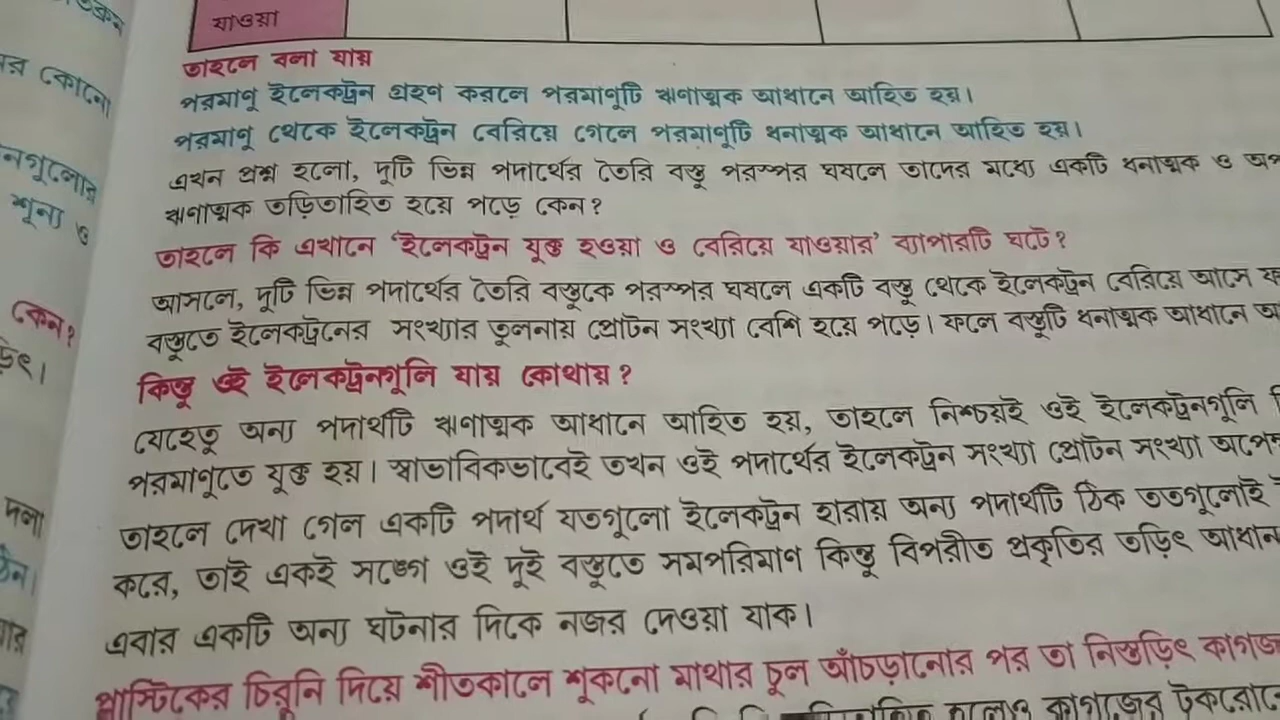 যাওয়া
তাহলে বলা যায়
পরমাণু ইলেকট্রন গ্রহণ করলে পরমাণুটি ঋণাত্মক আধানে আহিত হয়।
পরমাণু থেকে ইলেকট্রন বেরিয়ে গেলে পরমাণুটি ধনাত্মক আধানে আহিত হয়।
এখন প্রশ্ন হলো, দুটি ভিন্ন পদার্থের তৈরি বস্তু পরস্পর ঘষলে তাদের মধ্যে একটি ধনাত্মক ও
ঋণাত্মক তড়িতাহিত হয়ে পড়ে কেন?
তাহলে কি এখানে ‘ইলেকট্রন যুক্ত হওয়া ও বেরিয়ে যাওয়ার’ ব্যাপারটি ঘটে?
আসলে, দুটি ভিন্ন পদার্থের তৈরি বস্তুকে পরস্পর ঘষলে একটি বস্তু থেকে ইলেকট্রন বেরিয়ে আসে
বস্তুতে ইলেকট্রনের সংখ্যার তুলনায় প্রোটন সংখ্যা বেশি হয়ে পড়ে। ফলে বস্তুটি ধনাত্মক আধানে
কিন্তু ওই ইলেকট্রনগুলি যায় কোথায়?
যেহেতু অন্য পদার্থটি ঋণাত্মক আধানে আহিত হয়, তাহলে নিশ্চয়ই ওই ইলেকট্রনগুলি
পরমাণুতে যুক্ত হয়। স্বাভাবিকভাবেই তখন ওই পদার্থের ইলেকট্রন সংখ্যা প্রোটন সংখ্যা
তাহলে দেখা গেল একটি পদার্থ যতগুলো ইলেকট্রন হারায় অন্য পদার্থটি ঠিক ততগুলোই
করে, তাই একই সঙ্গে ওই দুই বস্তুতে সমপরিমাণ কিন্তু বিপরীত প্রকৃতির তড়িৎ আধান
এবার একটি অন্য ঘটনার দিকে নজর দেওয়া যাক।
প্লাস্টিকের চিরুনি দিয়ে শীতকালে শুকনো মাথার চুল আঁচড়ানোর পর তা নিস্তড়িৎ
কোনো
শূন্য ও
কেন?